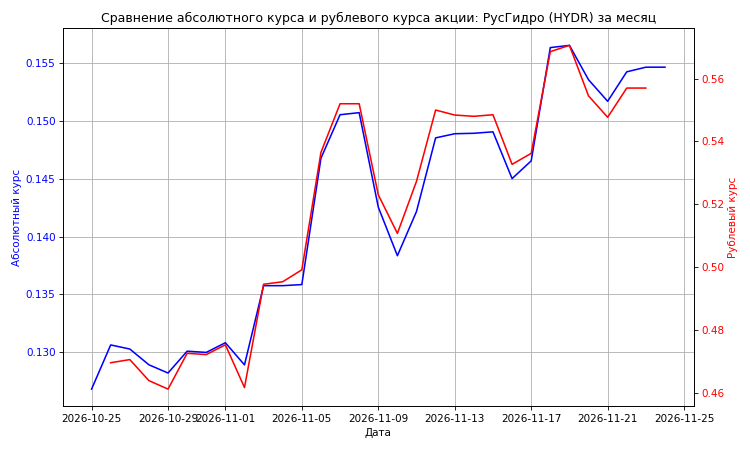 Сравнение абсолютного курса и рублевого курса акции: РусГидро (HYDR) за месяц
0.155
0.150
0.145
0.140
0.135
0.130
Абсолютный курс
0.56
0.54
0.52
0.50
0.48
0.46
Рублевый курс
2026-10-25 2026-10-29 2026-11-01 2026-11-05 2026-11-09 2026-11-13 2026-11-17 2026-11-21 2026-11-25
Дата